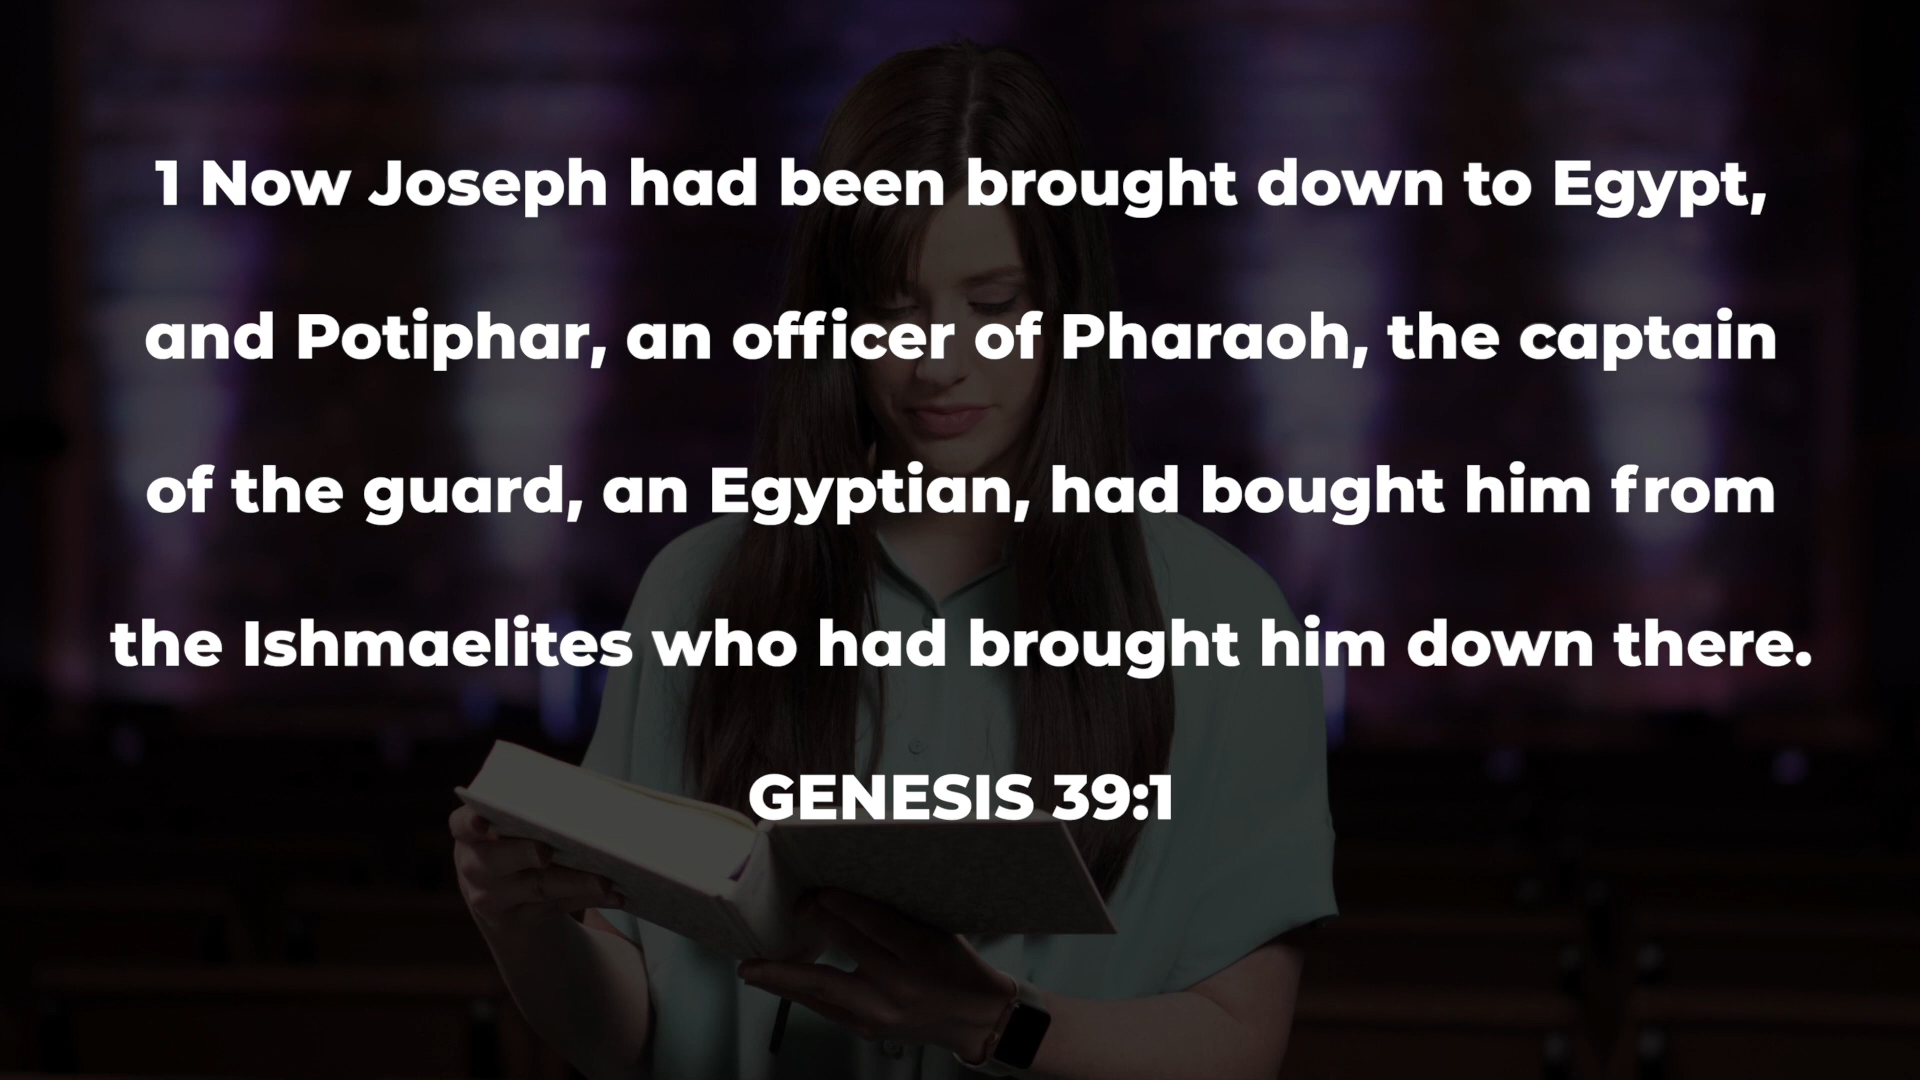 1 Now Joseph had been brought down to Egypt,
and Potiphar, an officer of Pharaoh, the captain
of the guard, an Egyptian, had bought him from
the Ishmaelites who had brought him down there.
GENESIS 39:1